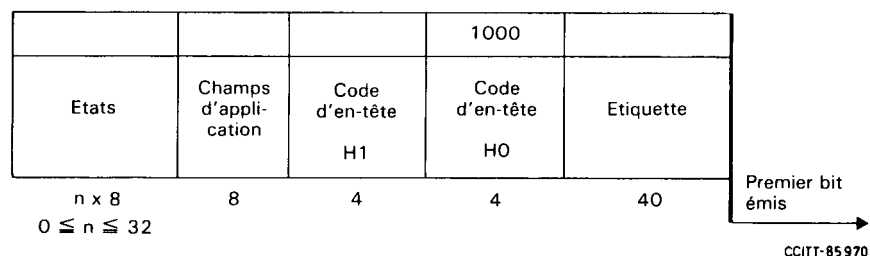 1000
Etats
Champs
d'appli-
cation
Code
d'en-tête
H1
Code
d'en-tête
H0
Etiquette
n x 8
0 ≦ n ≦ 32
8
4
4
40
Premier bit
émis
CCITT-85970